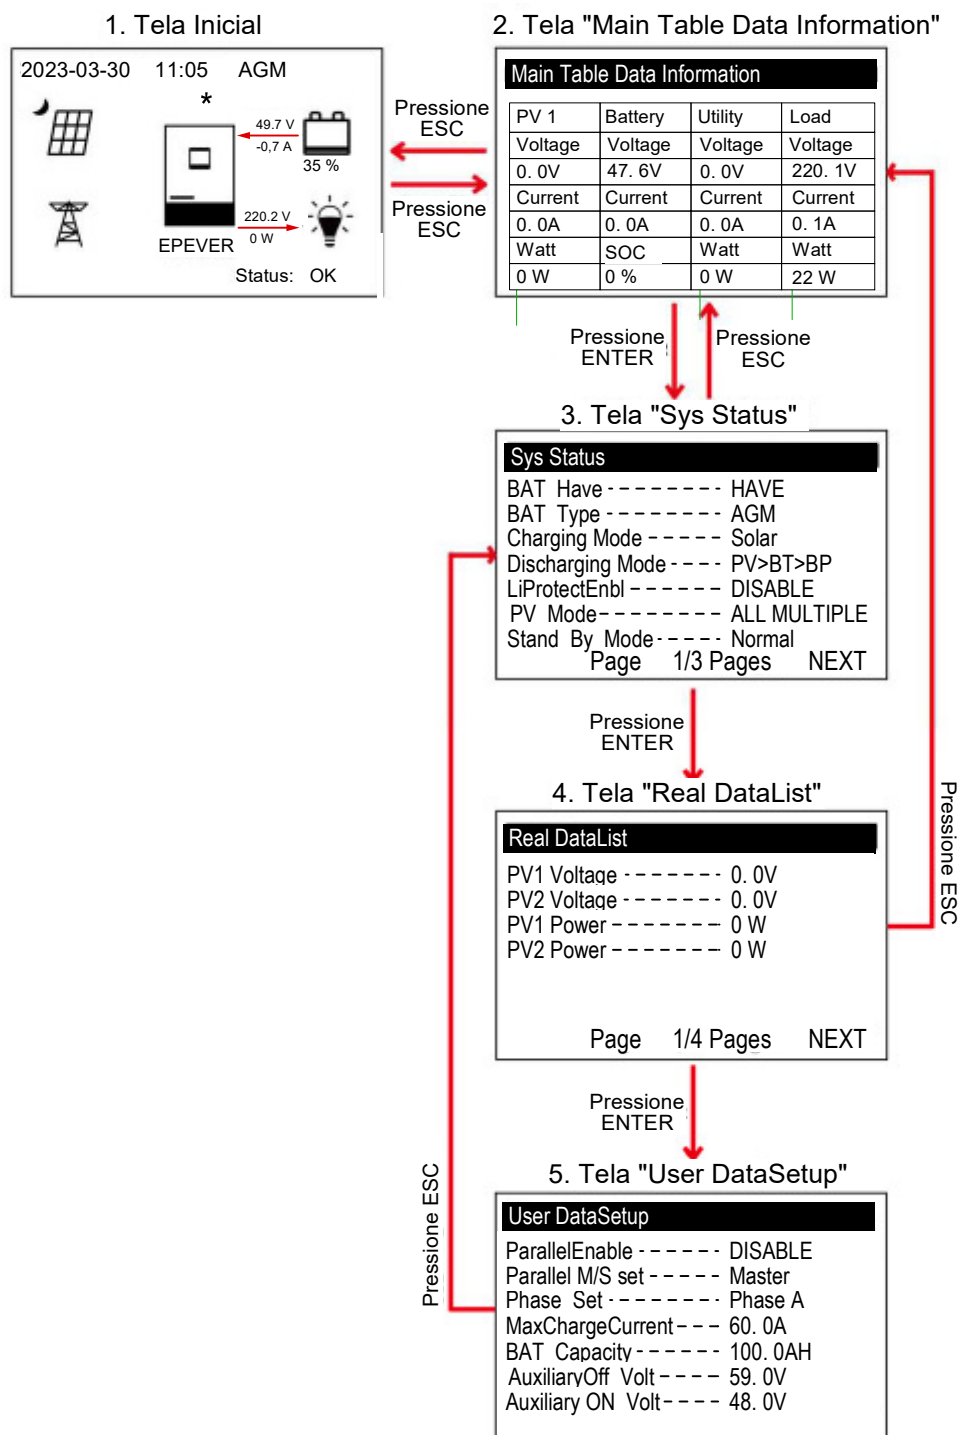 1. Tela Inicial
2023-03-30 11:05 AGM
*
49.7 V
-0,7 A
35 %
220.2 V
0 W
EPEVER
Status: OK
Pressione
ESC
Pressione
ESC
2. Tela "Main Table Data Information"
Main Table Data Information
PV 1 Battery Utility Load
Voltage Voltage Voltage Voltage
0. 0V 47. 6V 0. 0V 220. 1V
Current Current Current Current
0. 0A 0. 0A 0. 0A 0. 1A
Watt SOC Watt Watt
0 W 0 % 0 W 22 W
Pressione
ENTER
Pressione
ESC
3. Tela "Sys Status"
Sys Status
BAT Have - - - - - - - - HAVE
BAT Type - - - - - - - - AGM
Charging Mode - - - - - Solar
Discharging Mode - - - - PV>BT>BP
LiProtectEnbl - - - - - - DISABLE
PV Mode - - - - - - - - ALL MULTIPLE
Stand By Mode - - - - - Normal
Page 1/3 Pages NEXT
Pressione
ENTER
4. Tela "Real DataList"
Real DataList
PV1 Voltage - - - - - - - 0. 0V
PV2 Voltage - - - - - - - 0. 0V
PV1 Power - - - - - - - - 0 W
PV2 Power - - - - - - - - 0 W
Page 1/4 Pages NEXT
Pressione ESC
Pressione
ENTER
5. Tela "User DataSetup"
User DataSetup
ParallelEnable - - - - - - DISABLE
Parallel M/S set - - - - - Master
Phase Set - - - - - - - - Phase A
MaxChargeCurrent - - - 60. 0A
BAT Capacity - - - - - - 100. 0AH
AuxiliaryOff Volt - - - - 59. 0V
Auxiliary ON Volt - - - - 48. 0V
Pressione ESC